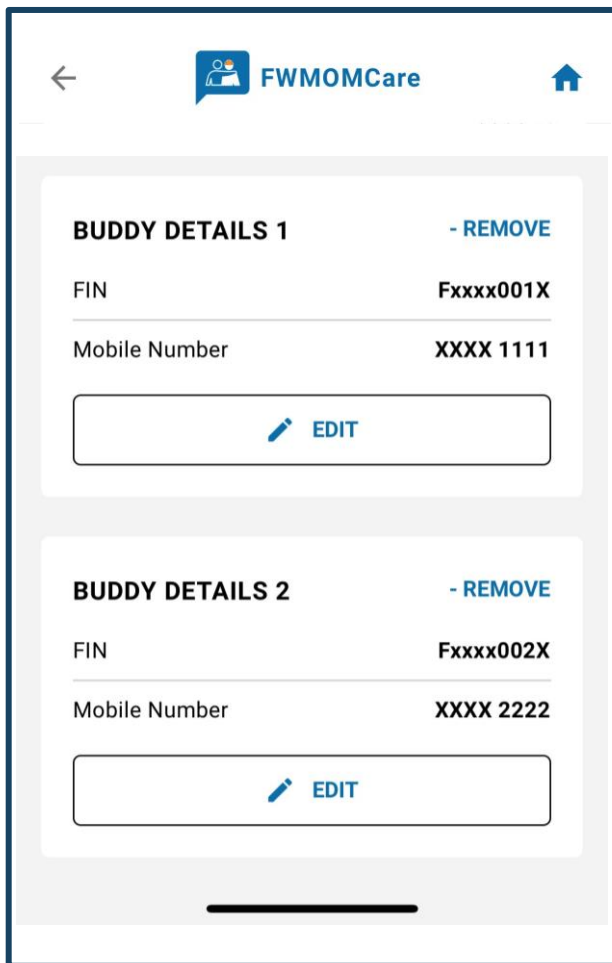 FWMOMCare
BUDDY DETAILS 1 - REMOVE
FIN Fxxxx001X
Mobile Number XXXX 1111
EDIT
BUDDY DETAILS 2 - REMOVE
FIN Fxxxx002X
Mobile Number XXXX 2222
EDIT